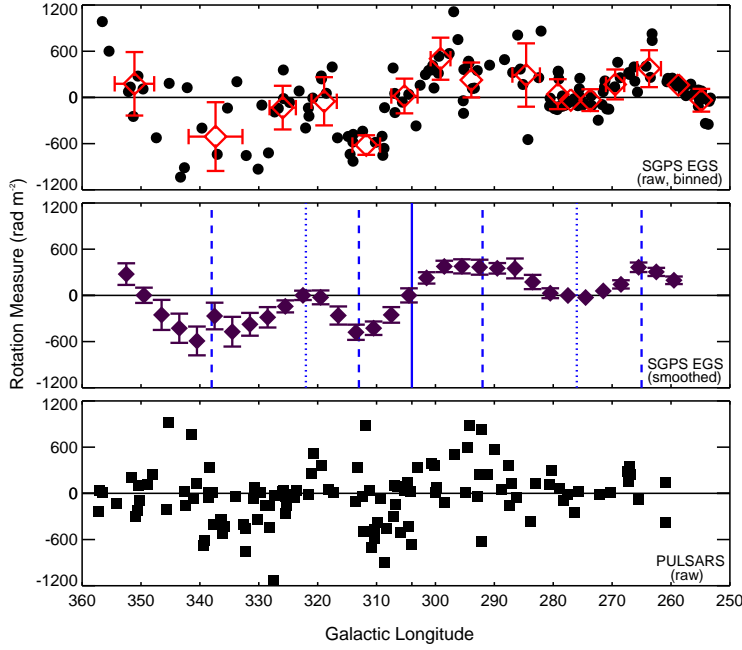 1200
600
0
-600
-1200
SGPS EGS
(raw, binned)
1200
600
0
-600
-1200
SGPS EGS
(smoothed)
Rotation Measure (rad m⁻²)
1200
600
0
-600
-1200
PULSARS
(raw)
360 350 340 330 320 310 300 290 280 270 260 250
Galactic Longitude